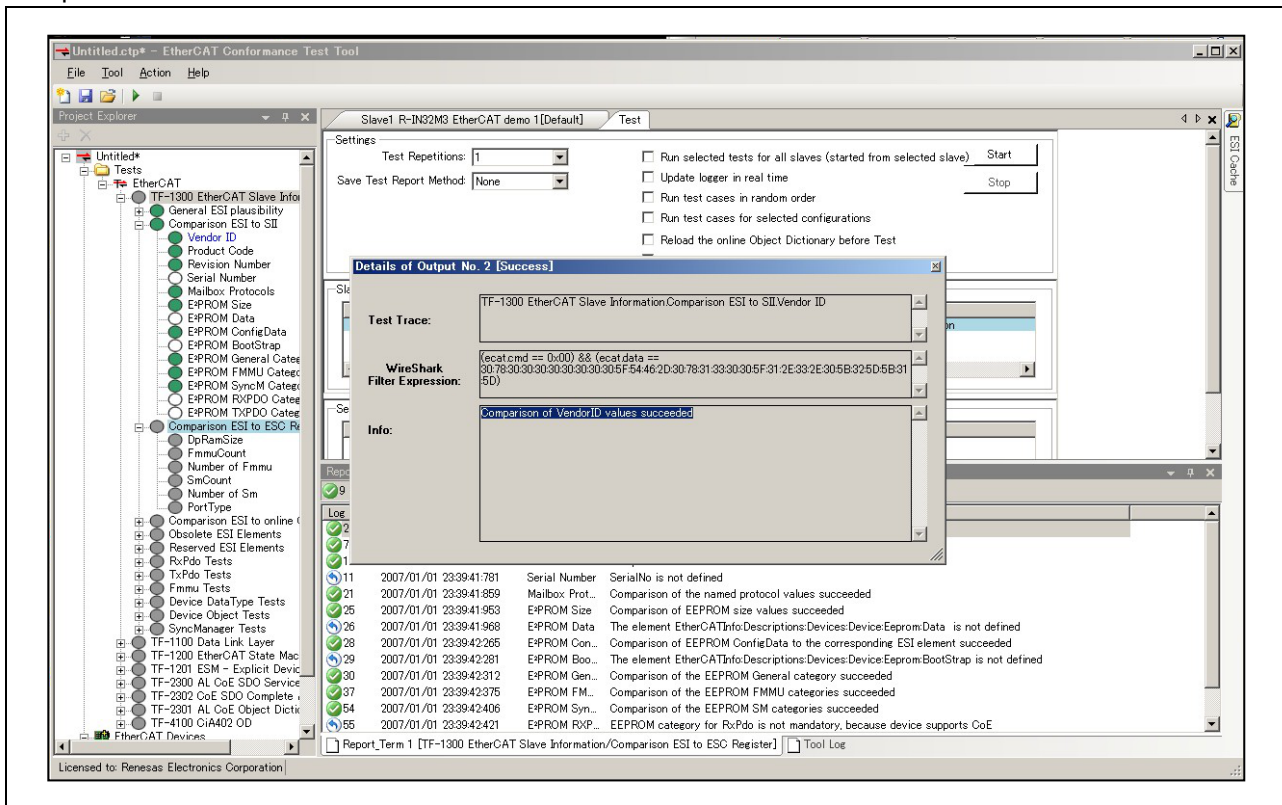 Untitled.ctp* - EtherCAT Conformance Test Tool
File Tool Action Help
Project Explorer
Untitled*
Tests
EtherCAT
TF-1300 EtherCAT Slave Infor
General ESI plausibility
Comparison ESI to SII
Vendor ID
Product Code
Revision Number
Serial Number
Mailbox Protocols
E²PROM Size
E²PROM Data
E²PROM ConfigData
E²PROM BootStrap
E²PROM General Categ
E²PROM FMMU Catego
E²PROM SyncM Catego
E²PROM RXPDO Categ
E²PROM TXPDO Categ
Comparison ESI to ESC Re
DpRamSize
FmmuCount
Number of Fmmu
SmCount
Number of Sm
PortType
Comparison ESI to online
Obsolete ESI Elements
Reserved ESI Elements
RxPdo Tests
TxPdo Tests
Fmmu Tests
Device DataType Tests
Device Object Tests
SyncManager Tests
TF-1100 Data Link Layer
TF-1200 EtherCAT State Mac
TF-1201 ESM - Explicit Devic
TF-2300 AL CoE SDO Service
TF-2302 CoE SDO Complete
TF-2301 AL CoE Object Dictic
TF-4100 CiA402 OD
EtherCAT Devices
Slave1 R-IN32M3 EtherCAT demo 1[Default] Test
ESI Cache
Settings
Test Repetitions: 1
Save Test Report Method: None
Run selected tests for all slaves (started from selected slave)
Update logger in real time
Run test cases in random order
Run test cases for selected configurations
Reload the online Object Dictionary before Test
Start
Stop
Sla
on
Se
Details of Output No. 2 [Success]
Test Trace:
TF-1300 EtherCAT Slave Information.Comparison ESI to SII.Vendor ID
WireShark
Filter Expression:
(ecat.cmd == 0x00) && (ecat.data ==
30:78:30:30:30:30:30:30:30:30:5F:54:46:2D:30:78:31:33:30:30:5F:31:2E:33:2E:30:5B:32:5D:5B:31
:5D)
Info:
Comparison of VendorID values succeeded
Repo
9
Log
2
7
1
11 2007/01/01 23:39:41:781 Serial Number SerialNo is not defined
21 2007/01/01 23:39:41:859 Mailbox Prot... Comparison of the named protocol values succeeded
25 2007/01/01 23:39:41:953 E²PROM Size Comparison of EEPROM size values succeeded
26 2007/01/01 23:39:41:968 E²PROM Data The element EtherCATInfo:Descriptions:Devices:Device:Eeprom:Data is not defined
28 2007/01/01 23:39:42:265 E²PROM Con... Comparison of EEPROM ConfigData to the corresponding ESI element succeeded
29 2007/01/01 23:39:42:281 E²PROM Boo... The element EtherCATInfo:Descriptions:Devices:Device:Eeprom:BootStrap is not defined
30 2007/01/01 23:39:42:312 E²PROM Gen... Comparison of the EEPROM General category succeeded
37 2007/01/01 23:39:42:375 E²PROM FM... Comparison of the EEPROM FMMU categories succeeded
54 2007/01/01 23:39:42:406 E²PROM Syn... Comparison of the EEPROM SM categories succeeded
55 2007/01/01 23:39:42:421 E²PROM RXP... EEPROM category for RxPdo is not mandatory, because device supports CoE
Report_Term 1 [TF-1300 EtherCAT Slave Information/Comparison ESI to ESC Register] Tool Log
Licensed to: Renesas Electronics Corporation